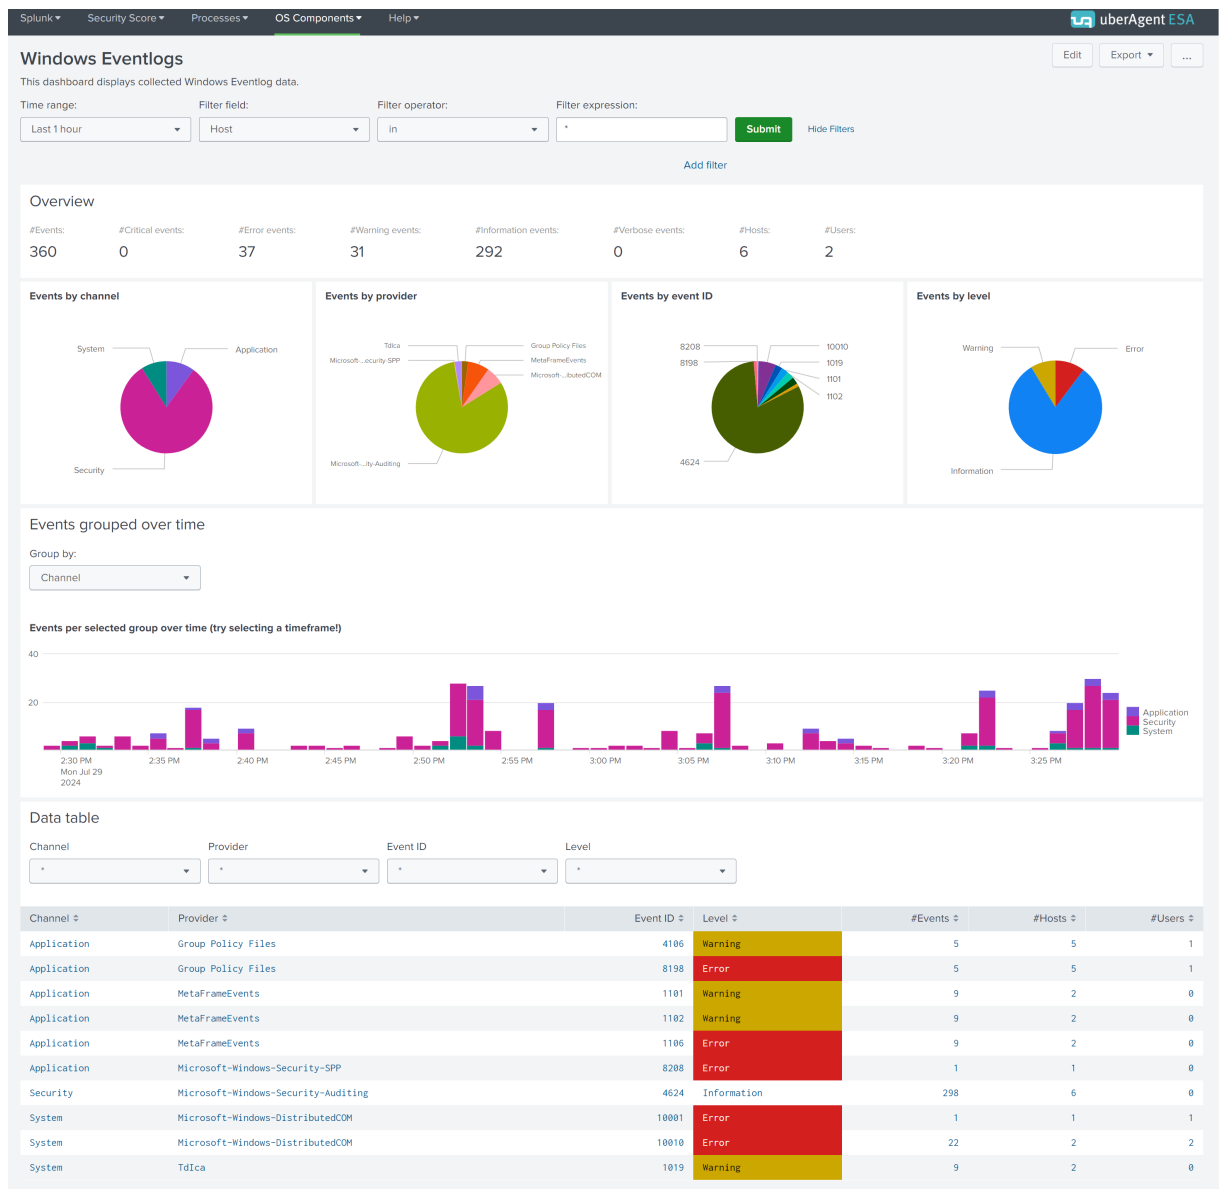 Splunk Security Score Processes OS Components Help uberAgent ESA
Windows Eventlogs
Edit Export ...
This dashboard displays collected Windows Eventlog data.
Time range: Filter field: Filter operator: Filter expression:
Last 1 hour Host in * Submit Hide Filters
Add filter
Overview
#Events: #Critical events: #Error events: #Warning events: #Information events: #Verbose events: #Hosts: #Users:
360 0 37 31 292 0 6 2
Events by channel
System
Application
Security
Events by provider
TdIca
Microsoft-...ecurity-SPP
Group Policy Files
MetaFrameEvents
Microsoft-...ibutedCOM
Microsoft-...ity-Auditing
Events by event ID
8208
8198
10010
1019
1101
1102
4624
Events by level
Warning
Error
Information
Events grouped over time
Group by:
Channel
Events per selected group over time (try selecting a timeframe!)
40
20
Application
Security
System
2:30 PM 2:35 PM 2:40 PM 2:45 PM 2:50 PM 2:55 PM 3:00 PM 3:05 PM 3:10 PM 3:15 PM 3:20 PM 3:25 PM
Mon Jul 29
2024
Data table
Channel Provider Event ID Level
* * * *
Channel Provider Event ID Level #Events #Hosts #Users
Application Group Policy Files 4106 Warning 5 5 1
Application Group Policy Files 8198 Error 5 5 1
Application MetaFrameEvents 1101 Warning 9 2 0
Application MetaFrameEvents 1102 Warning 9 2 0
Application MetaFrameEvents 1106 Error 9 2 0
Application Microsoft-Windows-Security-SPP 8208 Error 1 1 0
Security Microsoft-Windows-Security-Auditing 4624 Information 298 6 0
System Microsoft-Windows-DistributedCOM 10001 Error 1 1 1
System Microsoft-Windows-DistributedCOM 10010 Error 22 2 2
System TdIca 1019 Warning 9 2 0